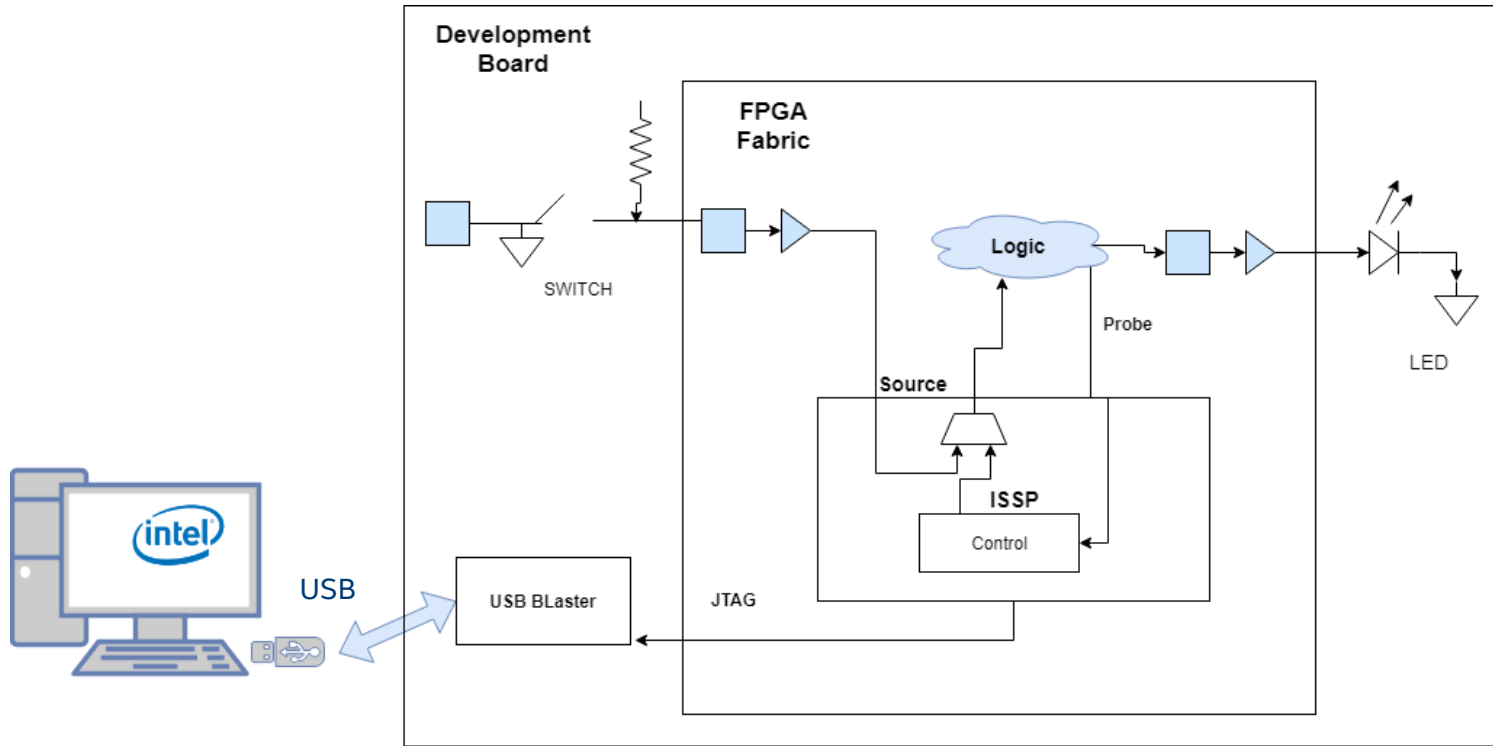 Development
Board
FPGA
Fabric
Logic
SWITCH
Probe
LED
Source
ISSP
Control
intel
USB
USB BLaster
JTAG